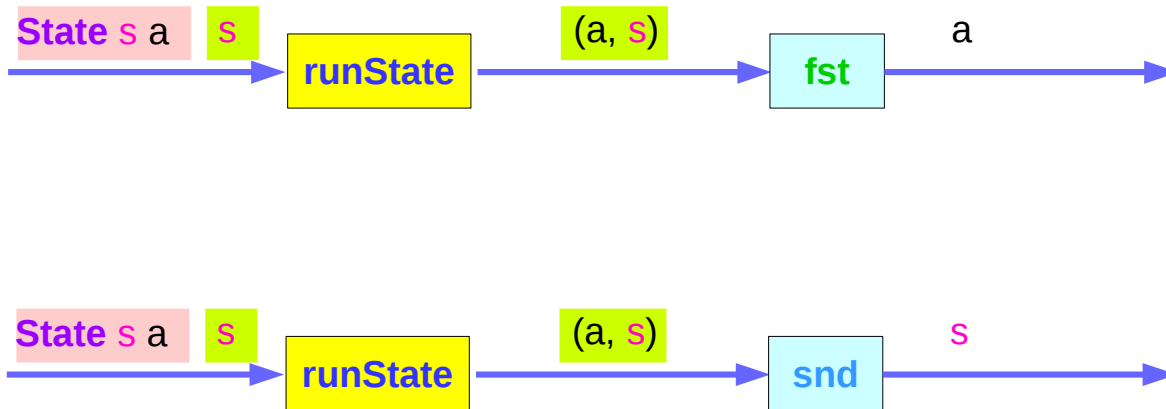 State s a s (a, s) a
runState fst
State s a s (a, s) s
runState snd